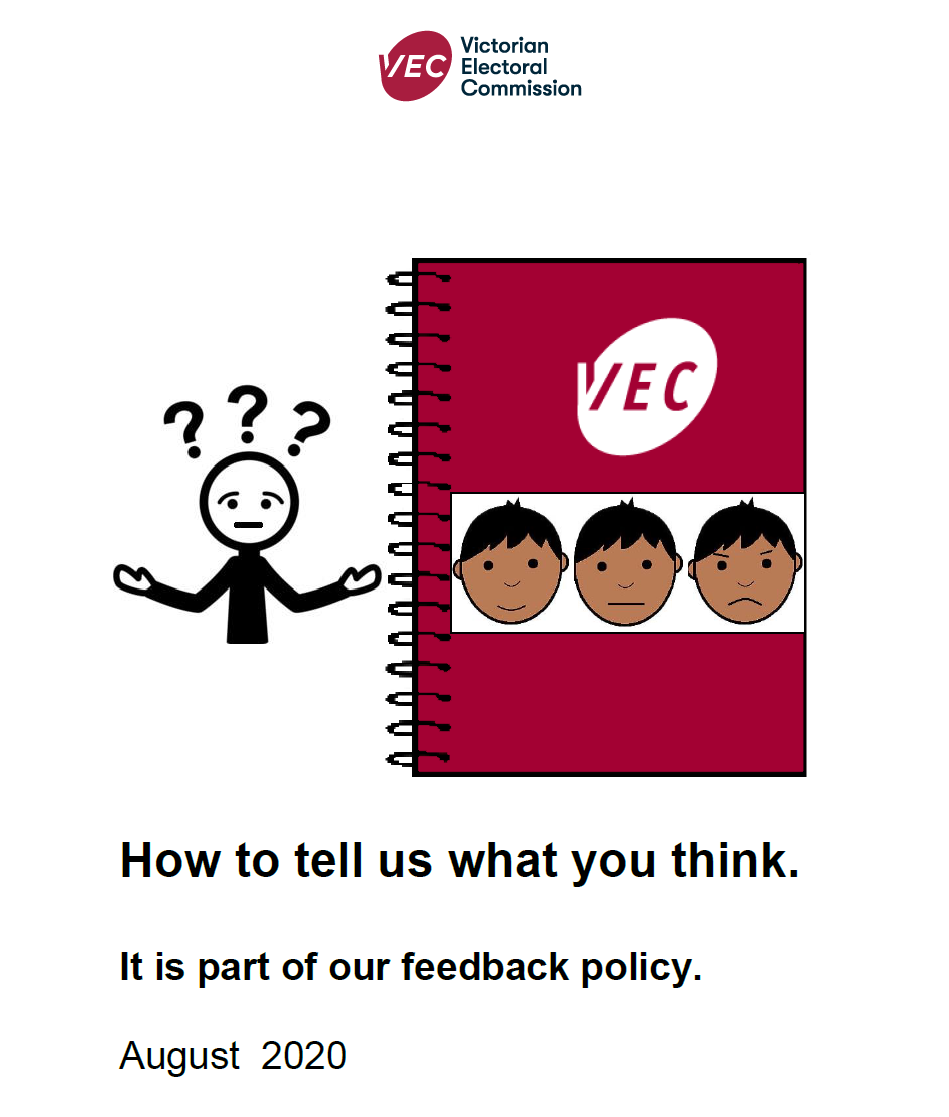 VEC
Victorian
Electoral
Commission
? ? ?
VEC
How to tell us what you think.
It is part of our feedback policy.
August 2020